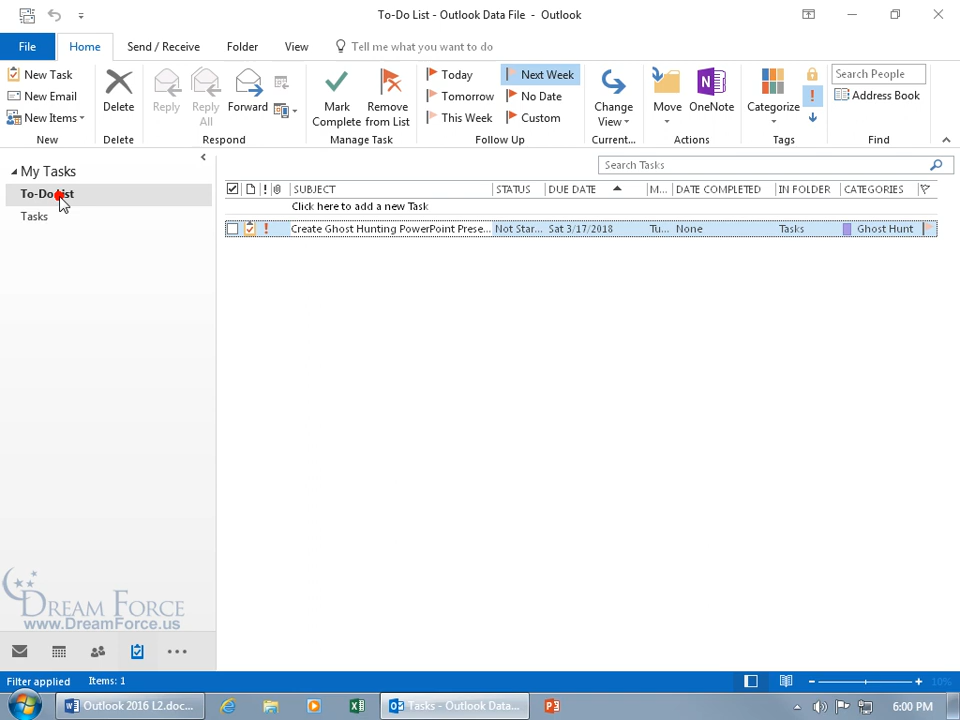 To-Do List - Outlook Data File - Outlook
File Home Send / Receive Folder View Tell me what you want to do
New Task
New Email
New Items
New
Delete
Delete
Reply
Reply All
Forward
Respond
Mark Complete
Remove from List
Manage Task
Today
Tomorrow
This Week
Next Week
No Date
Custom
Follow Up
Change View
Current...
Move
OneNote
Actions
Categorize
Tags
Search People
Address Book
Find
My Tasks
To-Do List
Tasks
Search Tasks
SUBJECT STATUS DUE DATE M... DATE COMPLETED IN FOLDER CATEGORIES
Click here to add a new Task
Create Ghost Hunting PowerPoint Prese... Not Star... Sat 3/17/2018 Tu... None Tasks Ghost Hunt
DREAM FORCE
www.DreamForce.us
Filter applied Items: 1 10%
Outlook 2016 L2.doc... Tasks - Outlook Data... 6:00 PM